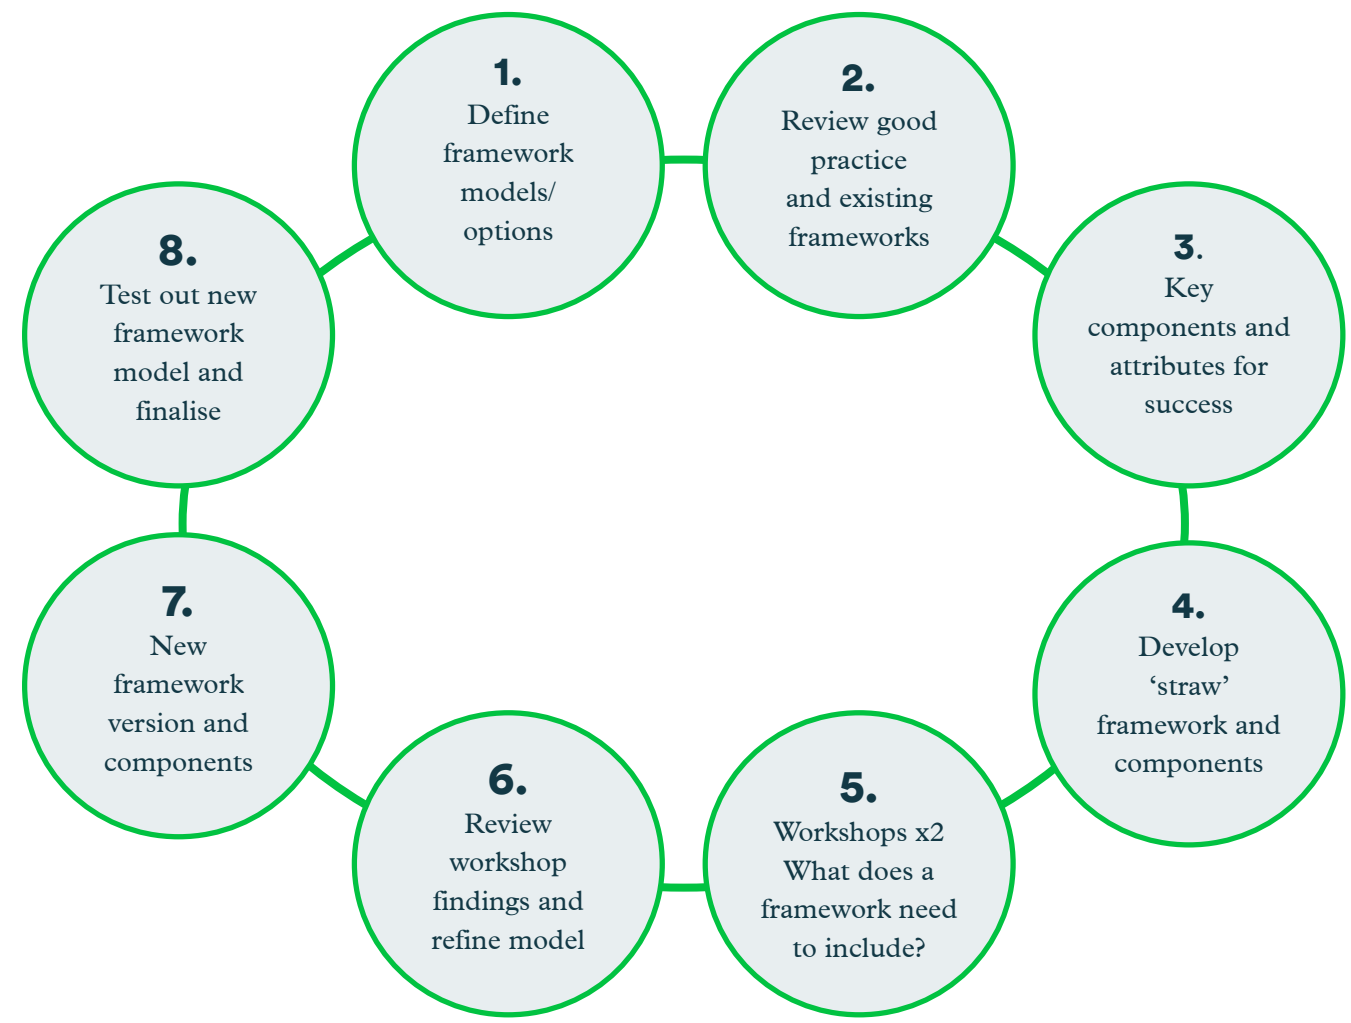 1.
Define
framework
models/
options
2.
Review good
practice
and existing
frameworks
3.
Key
components and
attributes for
success
4.
Develop
‘straw’
framework and
components
5.
Workshops x2
What does a
framework need
to include?
6.
Review
workshop
findings and
refine model
7.
New
framework
version and
components
8.
Test out new
framework
model and
finalise